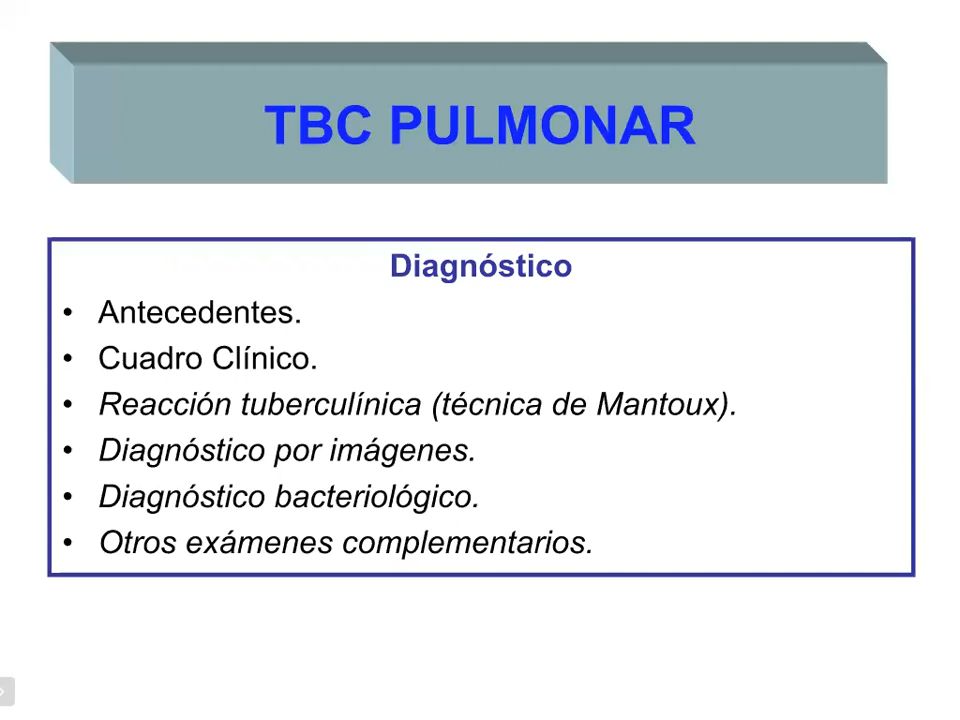 TBC PULMONAR
Diagnóstico
• Antecedentes.
• Cuadro Clínico.
• Reacción tuberculínica (técnica de Mantoux).
• Diagnóstico por imágenes.
• Diagnóstico bacteriológico.
• Otros exámenes complementarios.